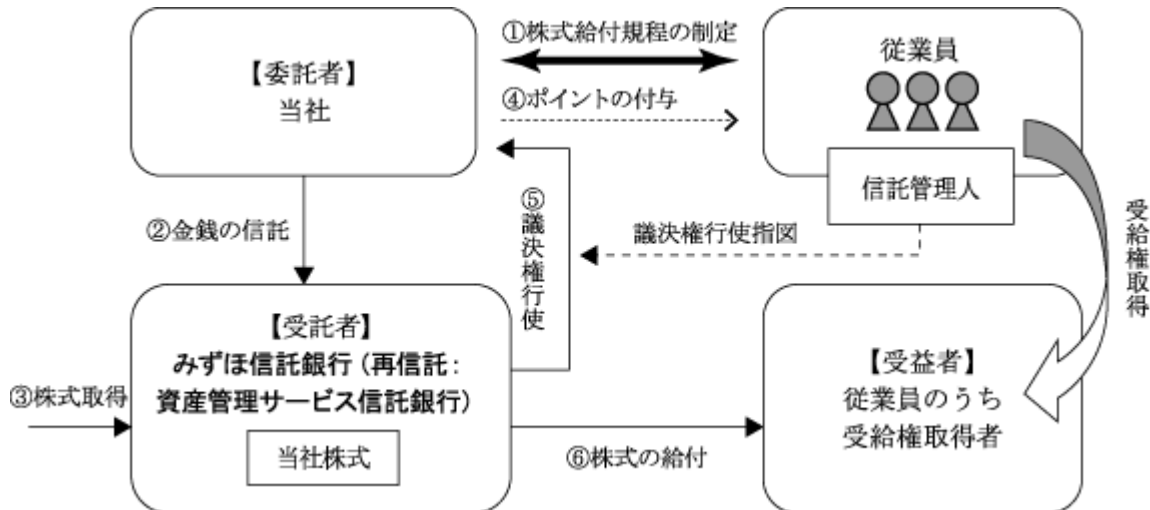 ①株式給付規程の制定
【委託者】
当社
従業員
④ポイントの付与
信託管理人
②金銭の信託
⑤議決権行使
議決権行使指図
受給権取得
【受託者】
みずほ信託銀行（再信託：
資産管理サービス信託銀行）
③株式取得
当社株式
⑥株式の給付
【受益者】
従業員のうち
受給権取得者